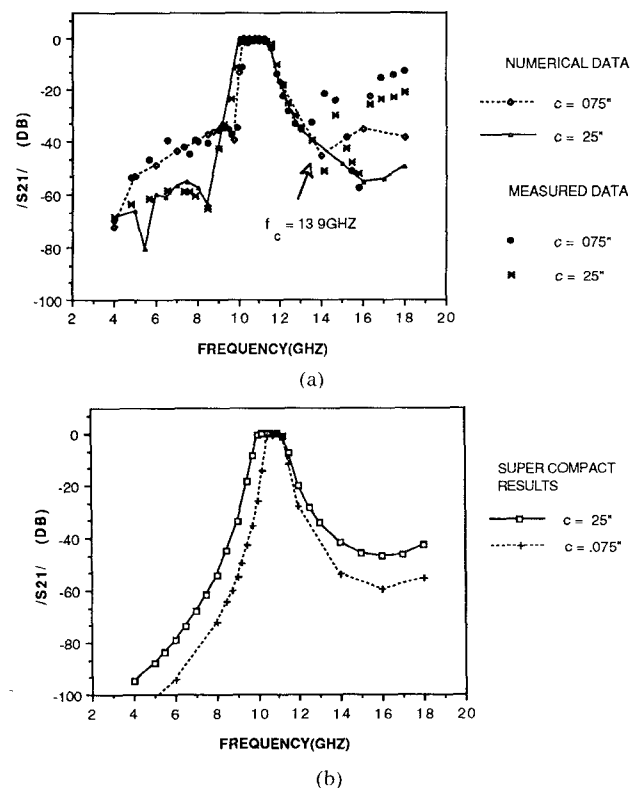 (a)
/S21/ (DB)
0
-20
-40
-60
-80
-100
2 4 6 8 10 12 14 16 18 20
FREQUENCY(GHZ)
f c = 13 9GHZ
NUMERICAL DATA
c = 075"
c = 25"
MEASURED DATA
c = 075"
c = 25"
(a)
/S21/ (DB)
0
-20
-40
-60
-80
-100
2 4 6 8 10 12 14 16 18 20
FREQUENCY(GHZ)
SUPER COMPACT
RESULTS
c = 25"
c = .075"
(b)